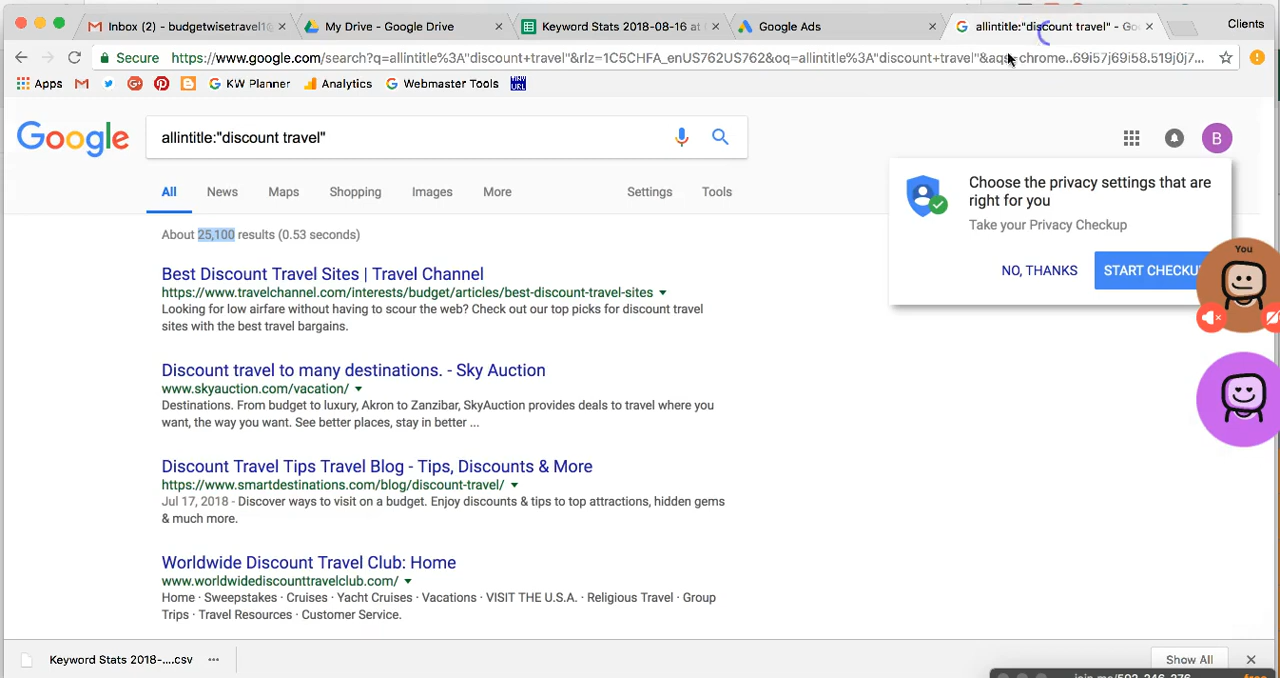 Inbox (2) - budgetwisetravel1@
My Drive - Google Drive
Keyword Stats 2018-08-16 at
Google Ads
allintitle:"discount travel" - Go
Clients
Secure
https://www.google.com/search?q=allintitle%3A"discount+travel"&rlz=1C5CHFA_enUS762US762&oq=allintitle%3A"discount+travel"&aqs=chrome..69i57j69i58.519j0j7...
Apps
KW Planner
Analytics
Webmaster Tools
Google
allintitle:"discount travel"
B
All
News
Maps
Shopping
Images
More
Settings
Tools
Choose the privacy settings that are
right for you
Take your Privacy Checkup
NO, THANKS
START CHECKU
You
About 25,100 results (0.53 seconds)
Best Discount Travel Sites | Travel Channel
https://www.travelchannel.com/interests/budget/articles/best-discount-travel-sites
Looking for low airfare without having to scour the web? Check out our top picks for discount travel
sites with the best travel bargains.
Discount travel to many destinations. - Sky Auction
www.skyauction.com/vacation/
Destinations. From budget to luxury, Akron to Zanzibar, SkyAuction provides deals to travel where you
want, the way you want. See better places, stay in better ...
Discount Travel Tips Travel Blog - Tips, Discounts & More
https://www.smartdestinations.com/blog/discount-travel/
Jul 17, 2018 - Discover ways to visit on a budget. Enjoy discounts & tips to top attractions, hidden gems
& much more.
Worldwide Discount Travel Club: Home
www.worldwidediscounttravelclub.com/
Home · Sweepstakes · Cruises · Yacht Cruises · Vacations · VISIT THE U.S.A. · Religious Travel · Group
Trips · Travel Resources · Customer Service.
Keyword Stats 2018-....csv
Show All